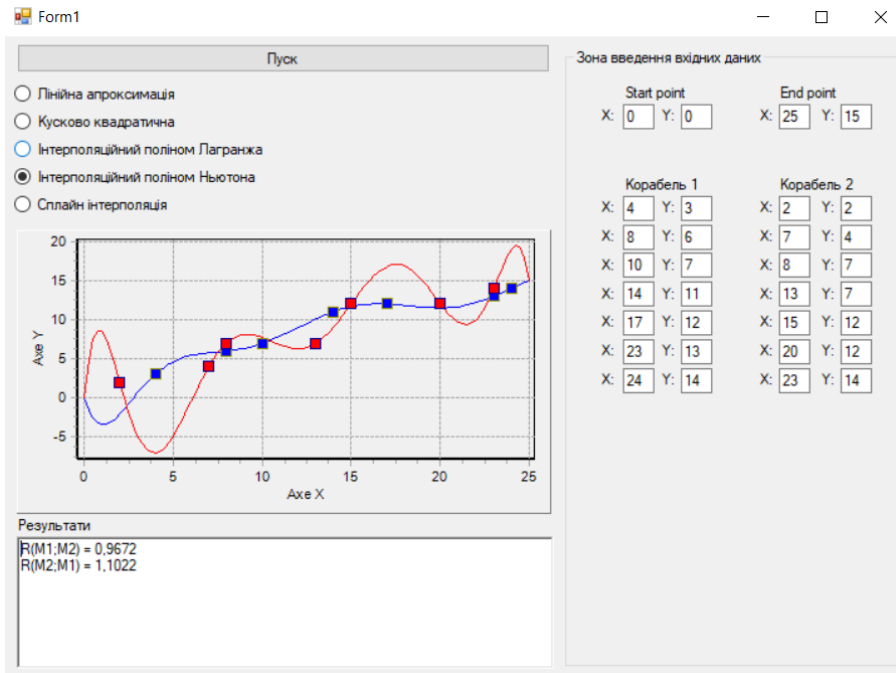 Form1
Пуск
Лінійна апроксимація
Кусково квадратична
Інтерполяційний поліном Лагранжа
Інтерполяційний поліном Ньютона
Сплайн інтерполяція
20
15
10
5
0
-5
Axe Y
0 5 10 15 20 25
Axe X
Результати
R(M1;M2) = 0,9672
R(M2;M1) = 1,1022
Зона введення вхідних даних
Start point End point
X: 0 Y: 0 X: 25 Y: 15
Корабель 1 Корабель 2
X: 4 Y: 3 X: 2 Y: 2
X: 8 Y: 6 X: 7 Y: 4
X: 10 Y: 7 X: 8 Y: 7
X: 14 Y: 11 X: 13 Y: 7
X: 17 Y: 12 X: 15 Y: 12
X: 23 Y: 13 X: 20 Y: 12
X: 24 Y: 14 X: 23 Y: 14